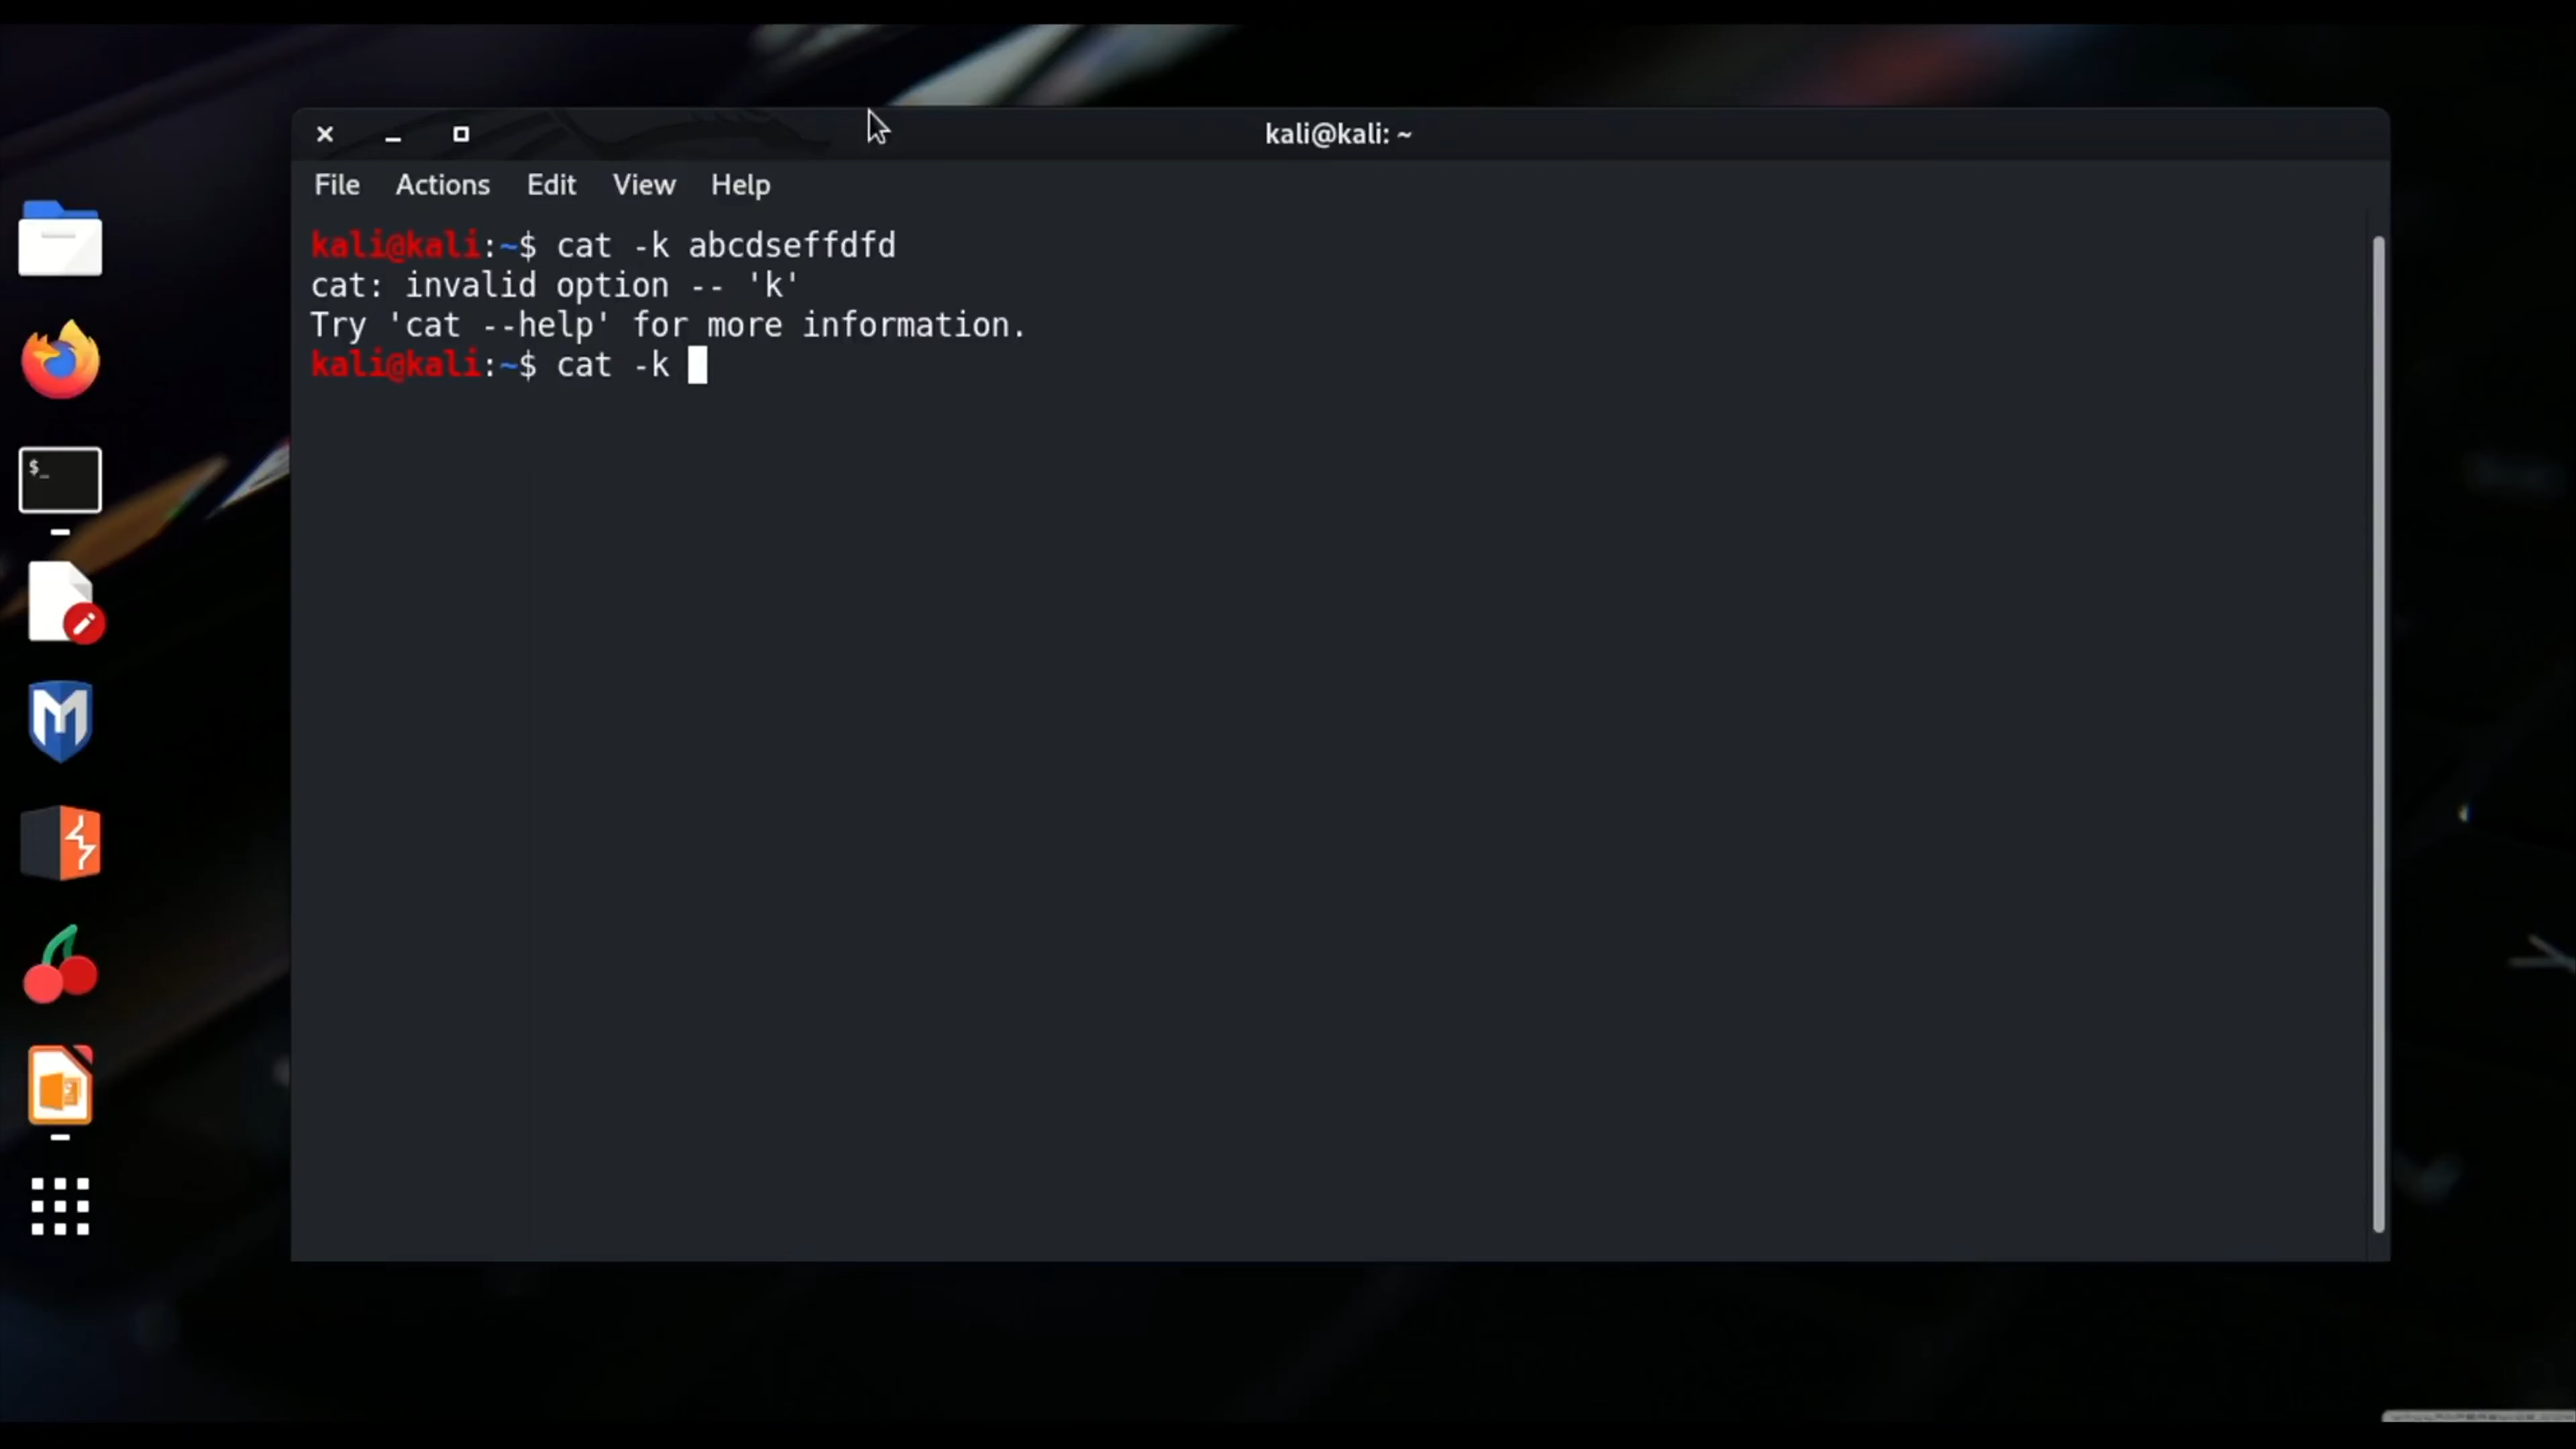 kali@kali: ~
File Actions Edit View Help
kali@kali:~$ cat -k abcdseffdfd
cat: invalid option -- 'k'
Try 'cat --help' for more information.
kali@kali:~$ cat -k
$_